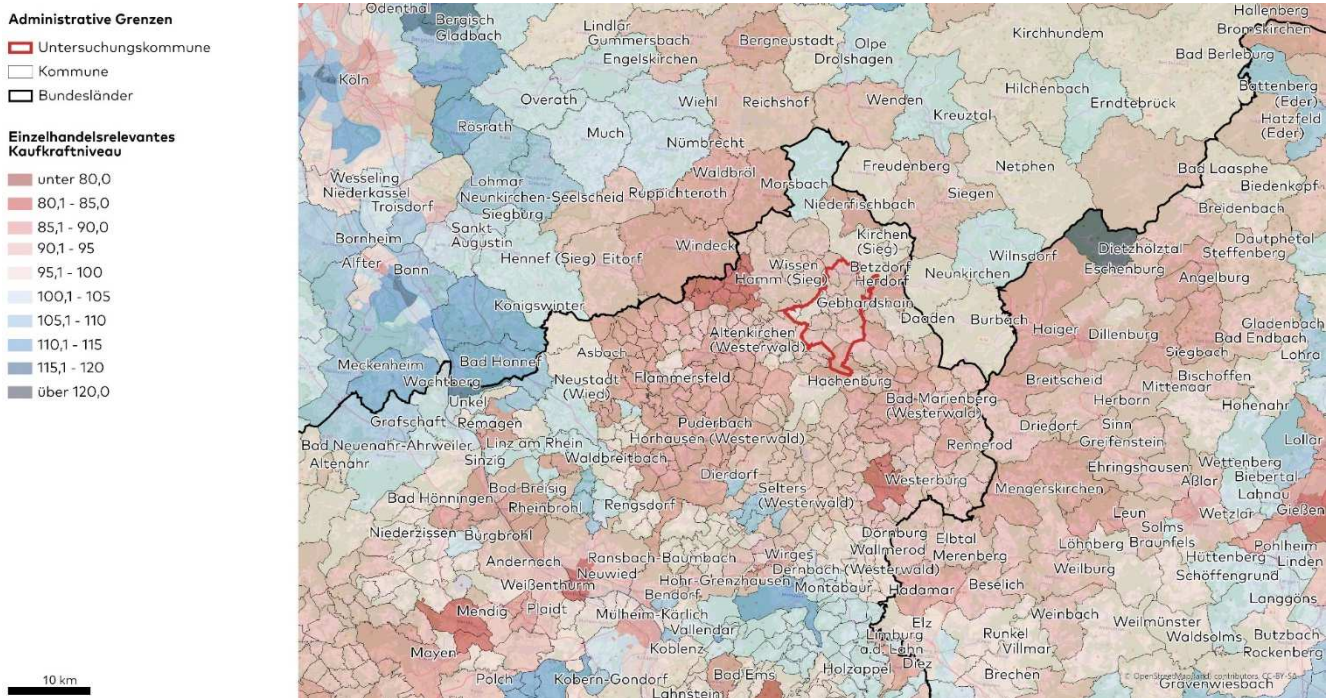 Administrative Grenzen
Untersuchungskommune
Kommune
Bundesländer
Einzelhandelsrelevantes
Kaufkraftniveau
unter 80,0
80,1 - 85,0
85,1 - 90,0
90,1 - 95
95,1 - 100
100,1 - 105
105,1 - 110
110,1 - 115
115,1 - 120
über 120,0
10 km
Odenthal
Bergisch
Gladbach
Lindlar
Gummersbach
Engelskirchen
Bergneustadt
Olpe
Drolshagen
Kirchhundem
Hallenberg
Bromskirchen
Bad Berleburg
Köln
Overath
Wiehl
Reichshof
Wenden
Hilchenbach
Kreuztal
Erndtebrück
Battenberg
(Eder)
Hatzfeld
(Eder)
Rösrath
Much
Nümbrecht
Waldbröl
Freudenberg
Netphen
Bad Laasphe
Biedenkopf
Wesseling
Niederkassel
Troisdorf
Lohmar
Neunkirchen-Seelscheid
Ruppichteroth
Siegburg
Morsbach
Niederfischbach
Siegen
Breidenbach
Bornheim
Sankt
Augustin
Alfter
Bonn
Hennef (Sieg)
Eitorf
Windeck
Kirchen
(Sieg)
Wissen
Hamm (Sieg)
Betzdorf
Herdorf
Neunkirchen
Wilnsdorf
Dietzhölztal
Eschenburg
Dautphetal
Steffenberg
Angelburg
Königswinter
Gebhardshain
Daaden
Burbach
Haiger
Dillenburg
Gladenbach
Bad Endbach
Lohra
Siegbach
Altenkirchen
(Westerwald)
Meckenheim
Bad Honnef
Asbach
Wachtberg
Unkel
Neustadt
(Wied)
Flammersfeld
Hachenburg
Bad Marienberg
(Westerwald)
Breitscheid
Bischoffen
Mittenaar
Herborn
Hohenahr
Grafschaft
Remagen
Puderbach
Horhausen (Westerwald)
Rennerod
Driedorf
Sinn
Greifenstein
Lollar
Bad Neuenahr-Ahrweiler
Altenahr
Linz am Rhein
Sinzig
Waldbreitbach
Dierdorf
Ehringshausen
Wettenberg
Biebertal
Aßlar
Lahnau
Bad Hönningen
Bad Breisig
Rheinbrohl
Rengsdorf
Selters
(Westerwald)
Westerburg
Mengerskirchen
Leun
Wetzlar
Gießen
Solms
Niederzissen
Burgbrohl
Dornburg
Elbtal
Wallmerod
Merenberg
Löhnberg
Braunfels
Pohlheim
Hüttenberg
Linden
Andernach
Ransbach-Baumbach
Wirges
Dernbach (Westerwald)
Weilburg
Schöffengrund
Weißenthurm
Neuwied
Höhr-Grenzhausen
Bendorf
Montabaur
Hadamar
Beselich
Langgöns
Mendig
Plaidt
Mülheim-Kärlich
Vallendar
Elz
Weinbach
Weilmünster
Mayen
Koblenz
Limburg
a.d. Lahn
Runkel
Villmar
Waldsolms
Butzbach
Rockenberg
Polch
Kobern-Gondorf
Bad Ems
Holzappel
Diez
Brechen
Lahnstein
Grävenwiesbach
© OpenStreetMap(and) contributors, CC-BY-SA